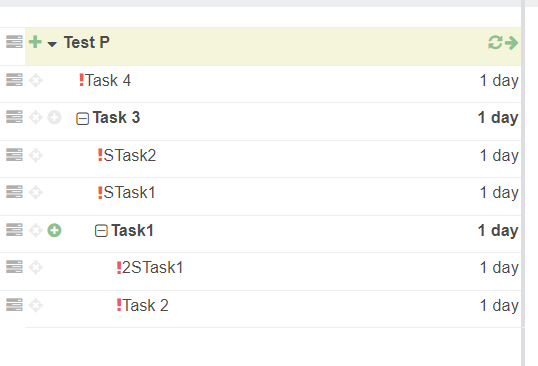 Test P
!Task 4 1 day
Task 3 1 day
!STask2 1 day
!STask1 1 day
Task1 1 day
!2STask1 1 day
!Task 2 1 day